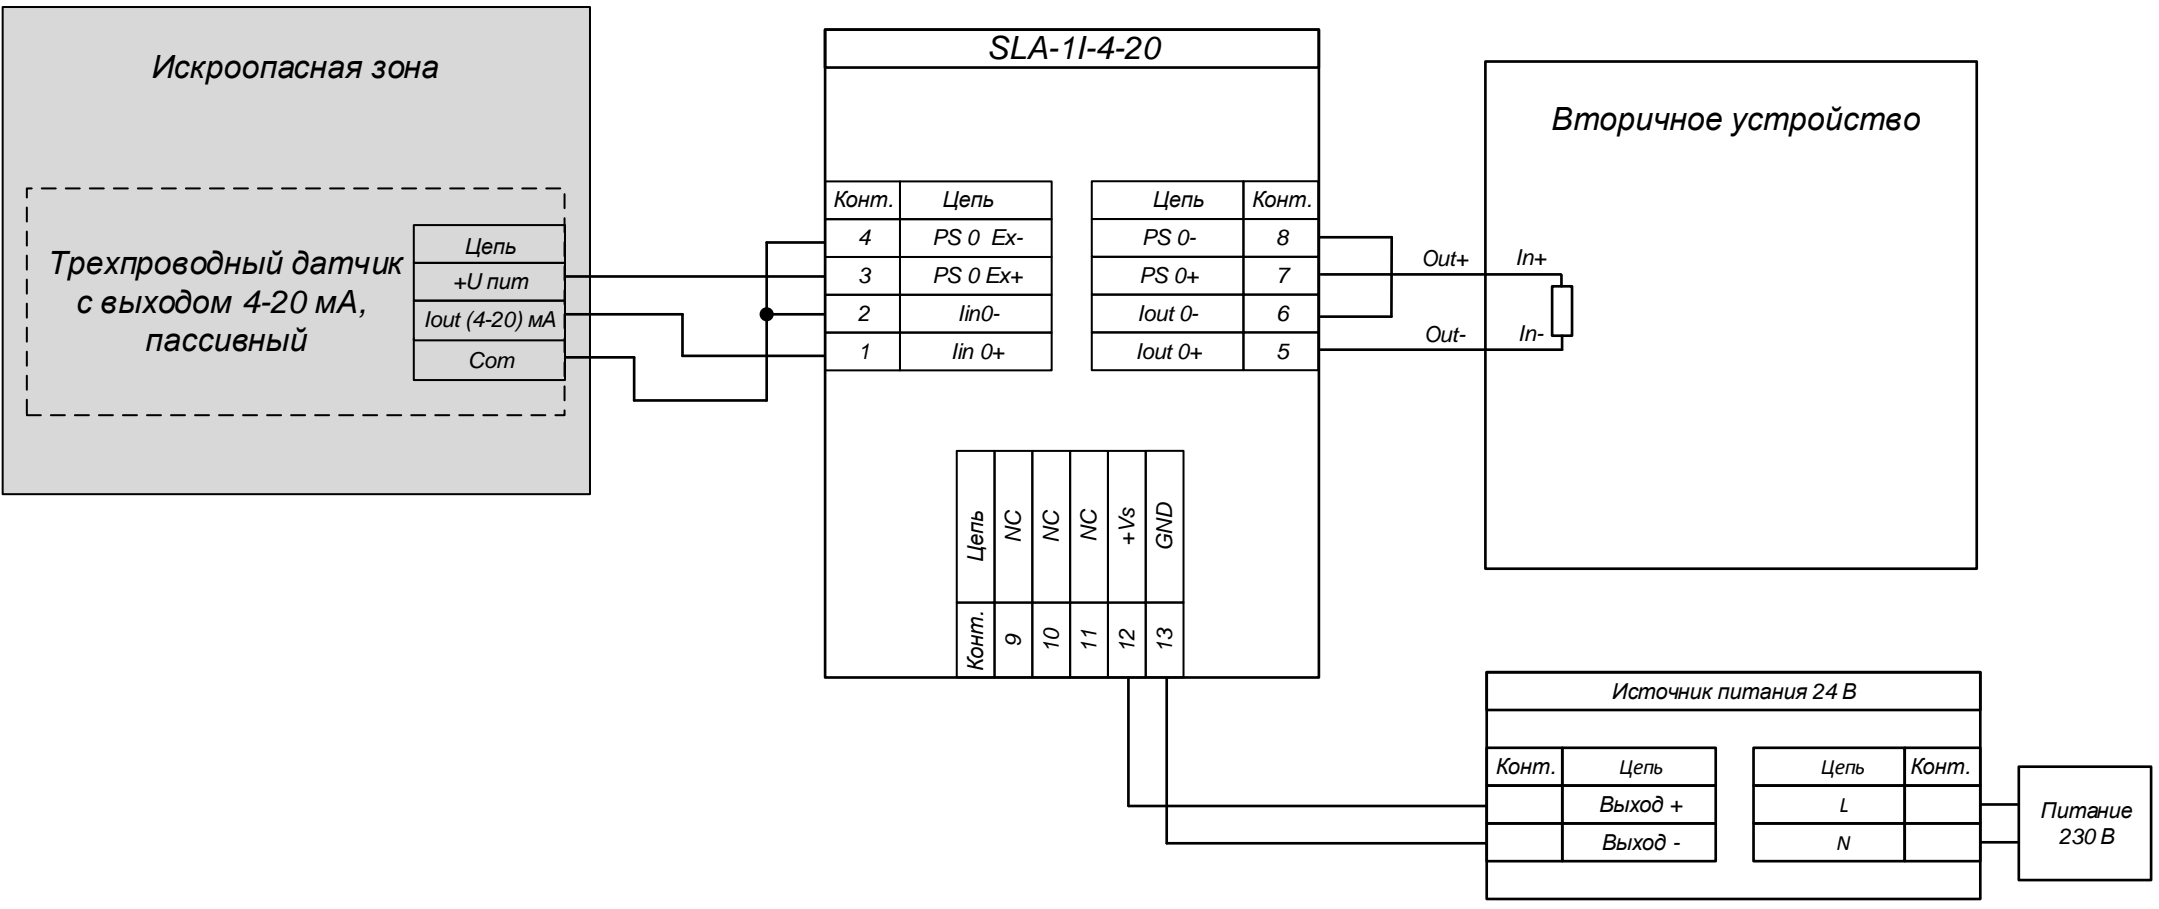 Искроопасная зона
Трехпроводный датчик
с выходом 4-20 мА,
пассивный
Цепь
+U пит
Iout (4-20) мА
Com
SLA-1I-4-20
Конт. Цепь
4 PS 0 Ex-
3 PS 0 Ex+
2 Iin0-
1 Iin 0+
Цепь Конт.
PS 0- 8
PS 0+ 7
Iout 0- 6
Iout 0+ 5
Out+ In+
Out- In-
Вторичное устройство
Цепь NC NC NC +Vs GND
Конт. 9 10 11 12 13
Источник питания 24 В
Конт. Цепь
Выход +
Выход -
Цепь Конт.
L
N
Питание
230 В